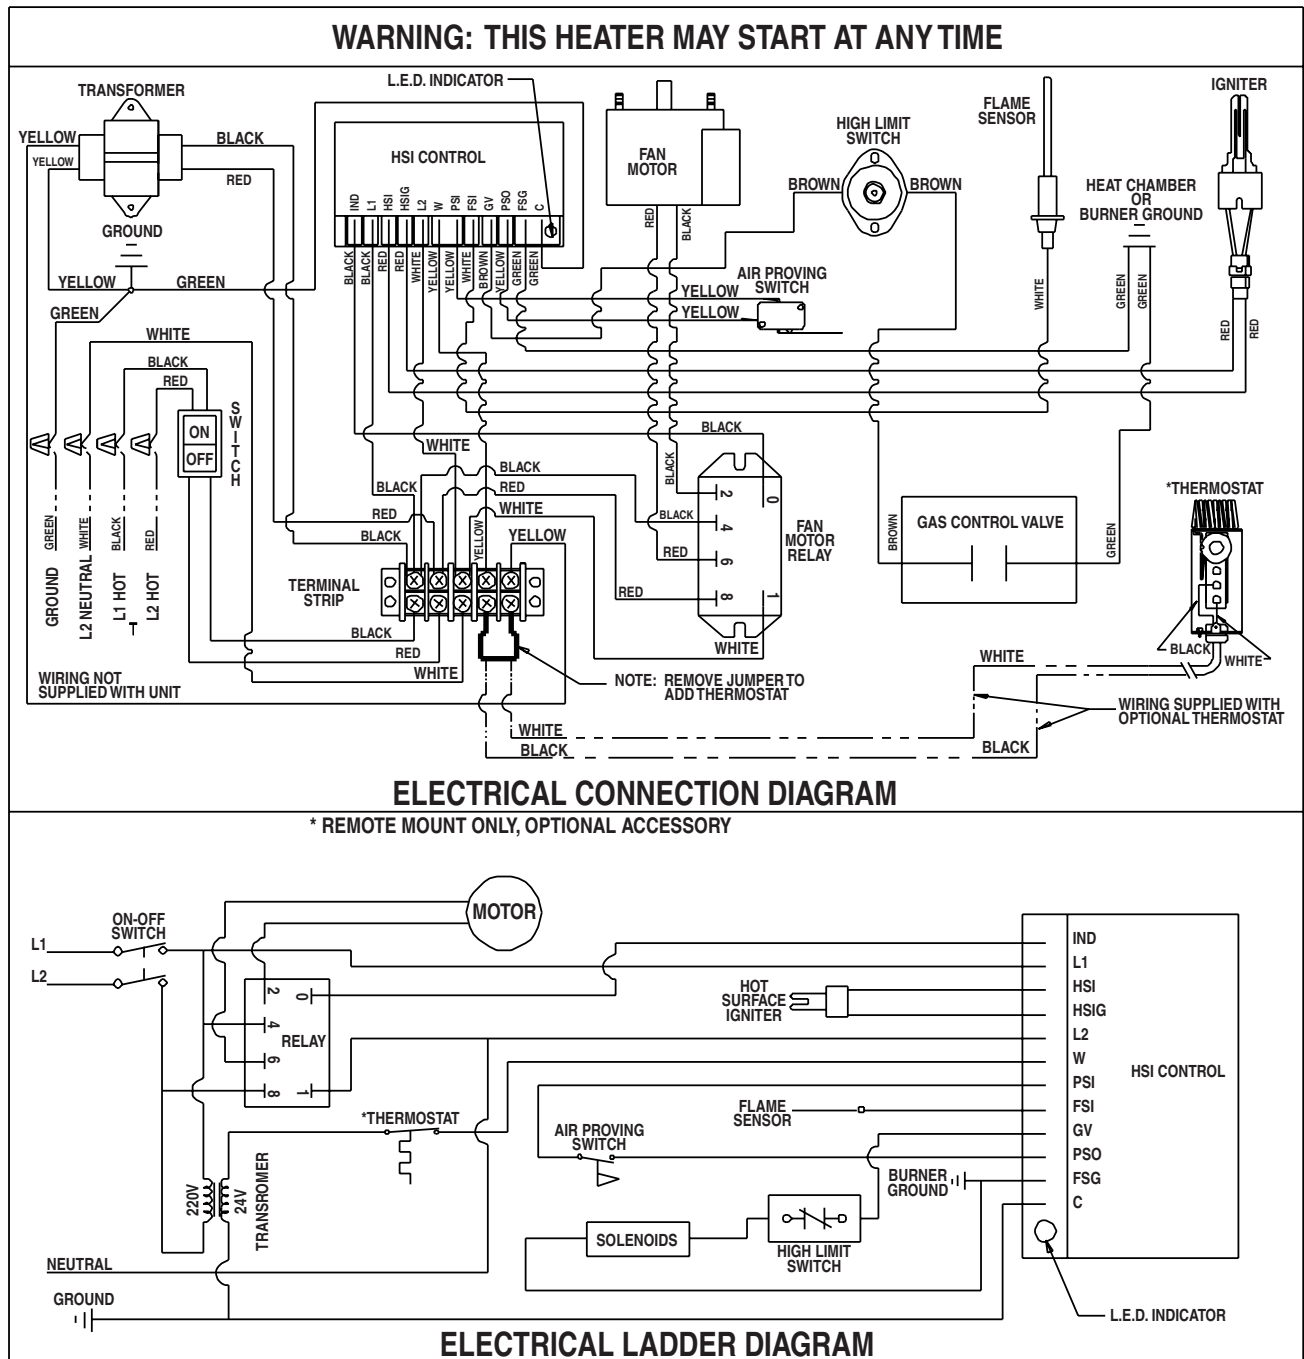 WARNING: THIS HEATER MAY START AT ANY TIME
L.E.D. INDICATOR
TRANSFORMER
YELLOW
YELLOW
BLACK
RED
GROUND
YELLOW
GREEN
GREEN
HSI CONTROL
IND
L1
HSI
HSIG
L2
W
PSI
FSI
GV
PSO
FSG
C
BLACK
BLACK
RED
RED
WHITE
YELLOW
YELLOW
WHITE
BROWN
YELLOW
GREEN
GREEN
FAN
MOTOR
RED
BLACK
HIGH LIMIT
SWITCH
BROWN
BROWN
AIR PROVING
SWITCH
YELLOW
YELLOW
FLAME
SENSOR
WHITE
HEAT CHAMBER
OR
BURNER GROUND
GREEN
GREEN
IGNITER
RED
RED
WHITE
BLACK
RED
ON
OFF
SWITCH
GREEN
WHITE
BLACK
RED
GROUND
L2 NEUTRAL
L1 HOT
L2 HOT
WIRING NOT
SUPPLIED WITH UNIT
WHITE
BLACK
BLACK
RED
WHITE
BLACK
RED
BLACK
YELLOW
YELLOW
TERMINAL
STRIP
BLACK
RED
WHITE
NOTE: REMOVE JUMPER TO
ADD THERMOSTAT
BLACK
BLACK
RED
RED
2
4
6
8
0
1
FAN
MOTOR
RELAY
WHITE
BROWN
GAS CONTROL VALVE
GREEN
*THERMOSTAT
BLACK
WHITE
WHITE
WIRING SUPPLIED WITH
OPTIONAL THERMOSTAT
WHITE
BLACK
BLACK
ELECTRICAL CONNECTION DIAGRAM
* REMOTE MOUNT ONLY, OPTIONAL ACCESSORY
MOTOR
ON-OFF
SWITCH
L1
L2
2
0
4
RELAY
6
8
1
*THERMOSTAT
220V
24V
TRANSROMER
NEUTRAL
GROUND
HOT
SURFACE
IGNITER
FLAME
SENSOR
AIR PROVING
SWITCH
BURNER
GROUND
SOLENOIDS
HIGH LIMIT
SWITCH
IND
L1
HSI
HSIG
L2
W
PSI
FSI
GV
PSO
FSG
C
HSI CONTROL
L.E.D. INDICATOR
ELECTRICAL LADDER DIAGRAM